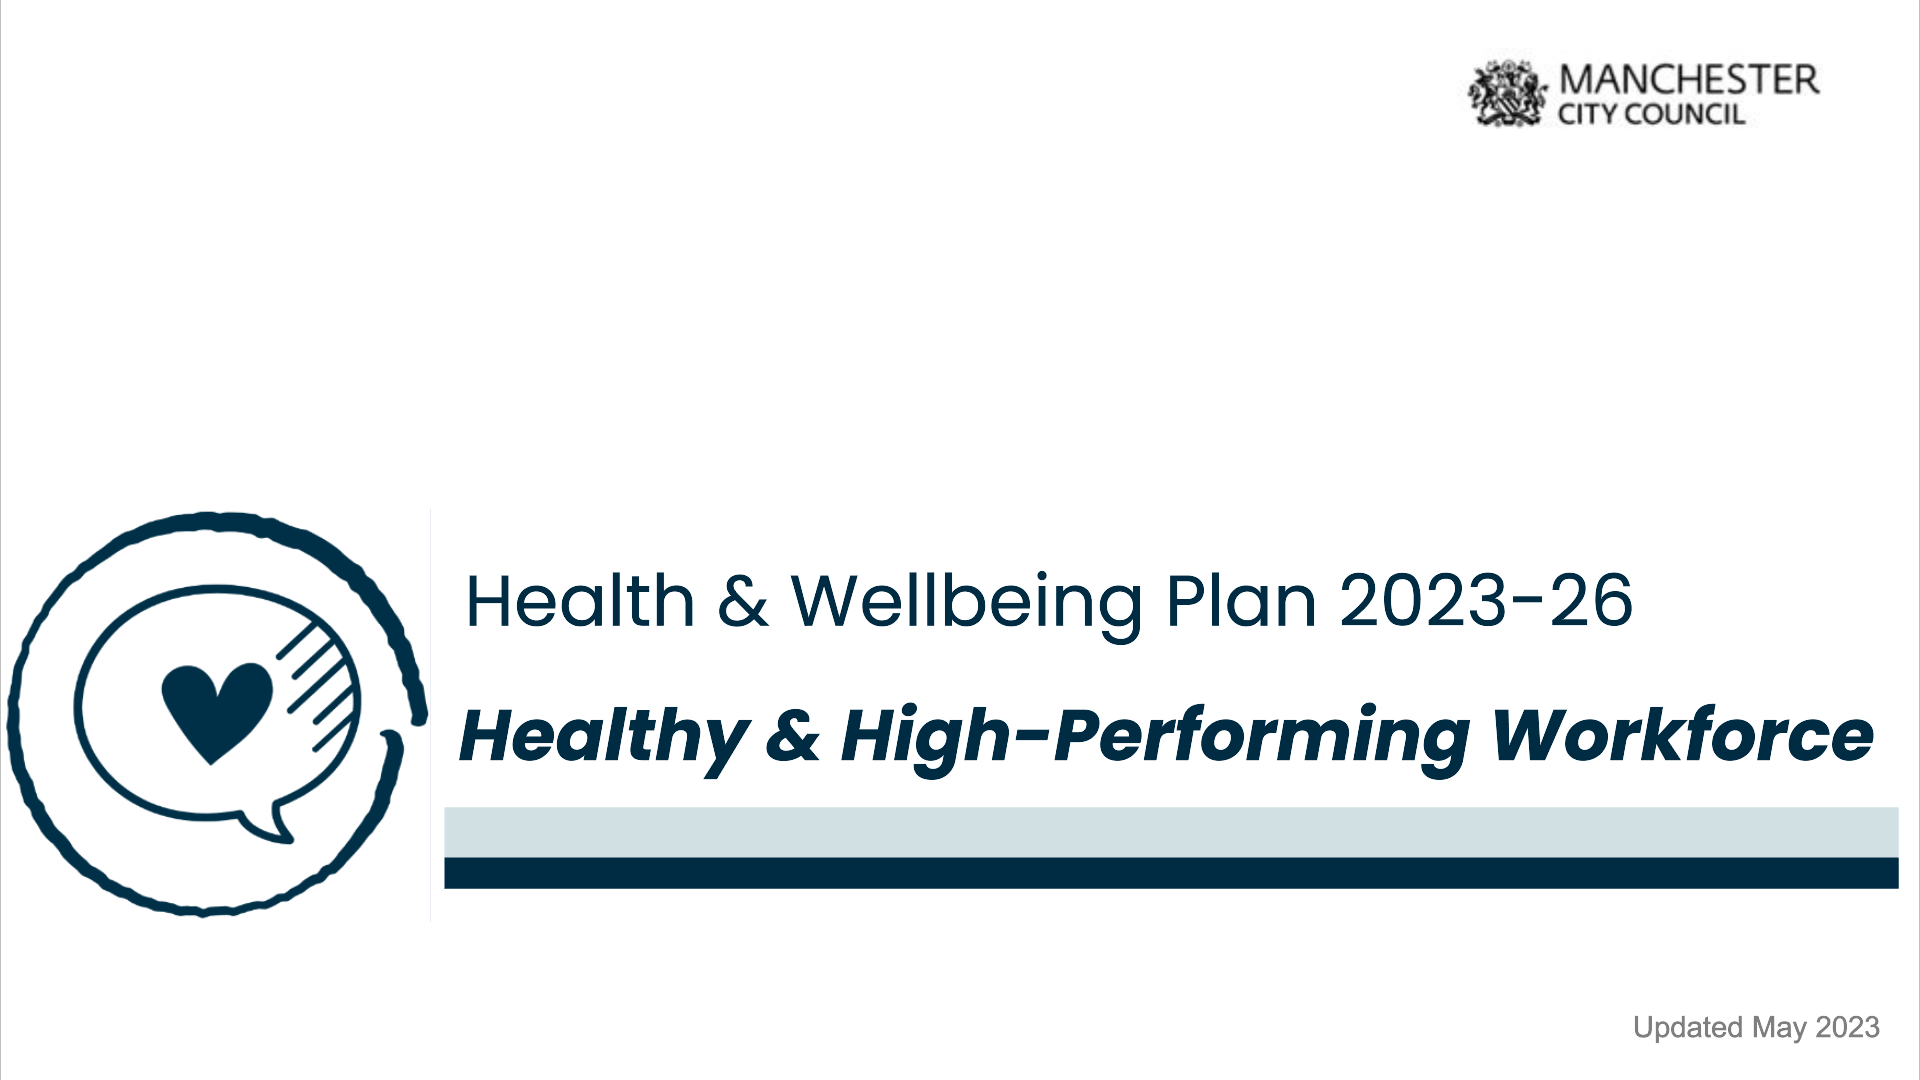 MANCHESTER
CITY COUNCIL
Health & Wellbeing Plan 2023-26
Healthy & High-Performing Workforce
Updated May 2023